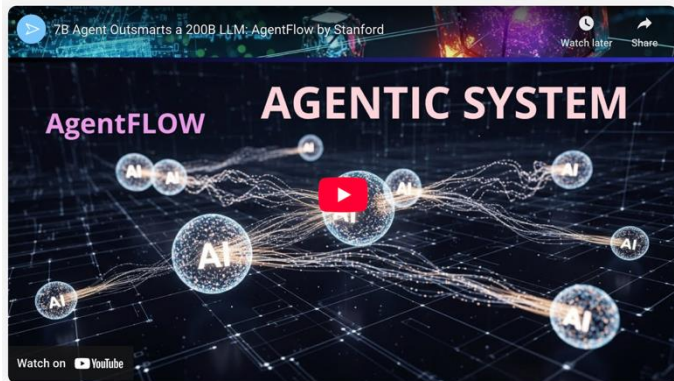 7B Agent Outsmarts a 200B LLM: AgentFlow by Stanford
Watch later
Share
AGENTIC SYSTEM
AgentFLOW
AI
AI
AI
AI
AI
AI
AI
AI
AI
AI
Watch on YouTube